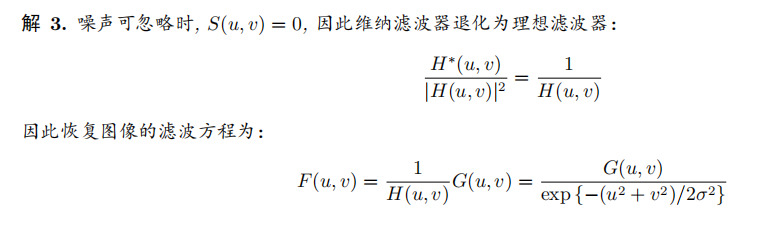 解 3. 噪声可忽略时, S(u, v) = 0, 因此维纳滤波器退化为理想滤波器:
H*(u, v) / |H(u, v)|² = 1 / H(u, v)
因此恢复图像的滤波方程为:
F(u, v) = 1 / H(u, v) G(u, v) = G(u, v) / exp {−(u² + v²)/2σ²}